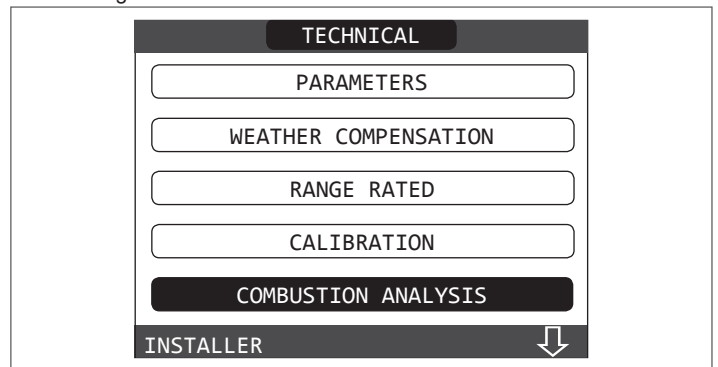 TECHNICAL
PARAMETERS
WEATHER COMPENSATION
RANGE RATED
CALIBRATION
COMBUSTION ANALYSIS
INSTALLER